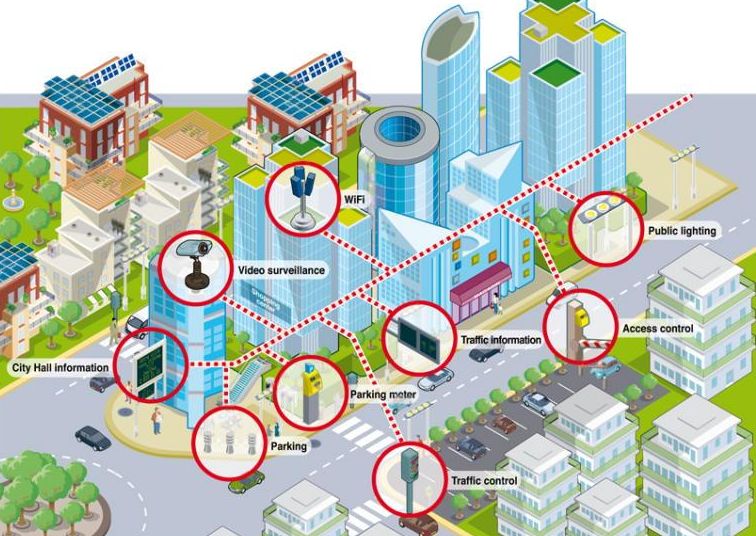 WiFi
Public lighting
Video surveillance
Shopping
center
Access control
Traffic information
City Hall information
Parking meter
Parking
Traffic control